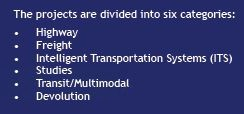 The projects are divided into six categories:
• Highway
• Freight
• Intelligent Transportation Systems (ITS)
• Studies
• Transit/Multimodal
• Devolution